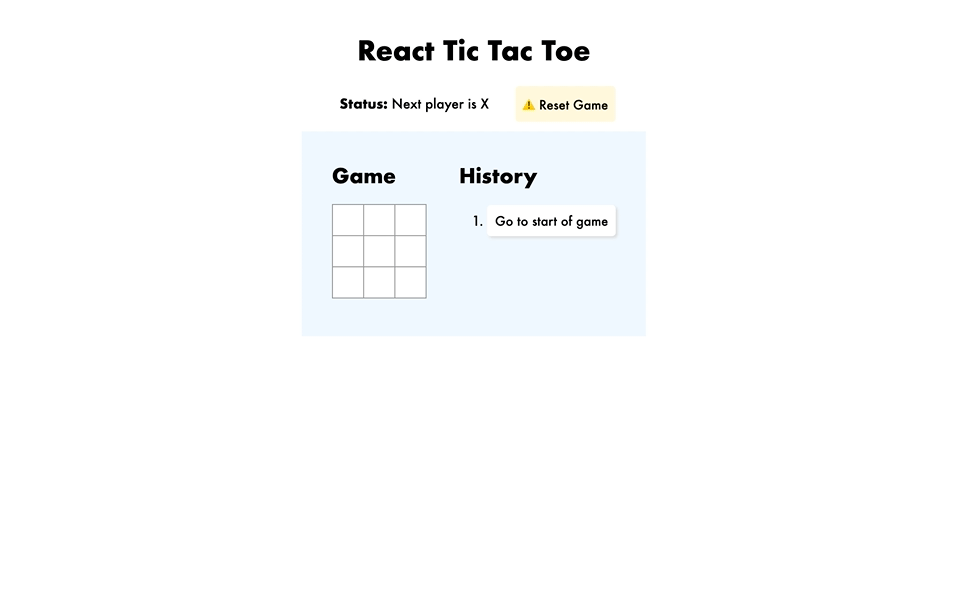 React Tic Tac Toe
Status: Next player is X
⚠️ Reset Game
Game
History
1. Go to start of game